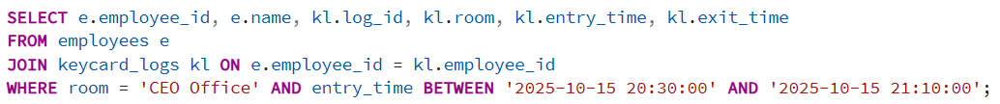 SELECT e.employee_id, e.name, kl.log_id, kl.room, kl.entry_time, kl.exit_time
FROM employees e
JOIN keycard_logs kl ON e.employee_id = kl.employee_id
WHERE room = 'CEO Office' AND entry_time BETWEEN '2025-10-15 20:30:00' AND '2025-10-15 21:10:00';